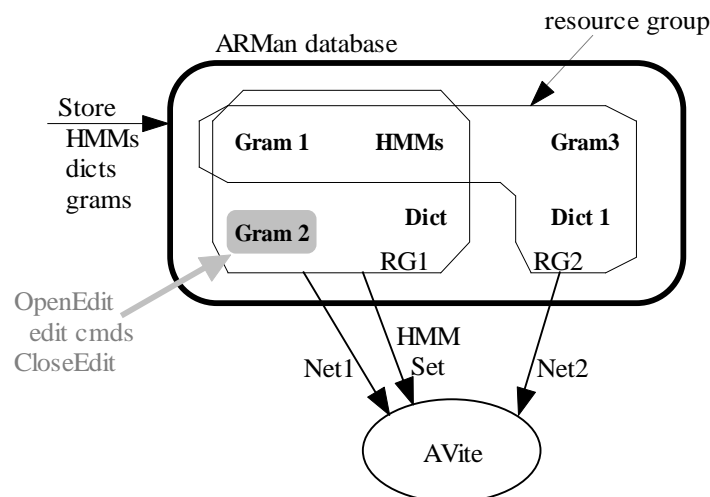 resource group
ARMan database
Store
HMMs
dicts
grams
Gram 1
HMMs
Gram3
Gram 2
Dict
Dict 1
RG1
RG2
OpenEdit
edit cmds
CloseEdit
Net1
HMM
Set
Net2
AVite